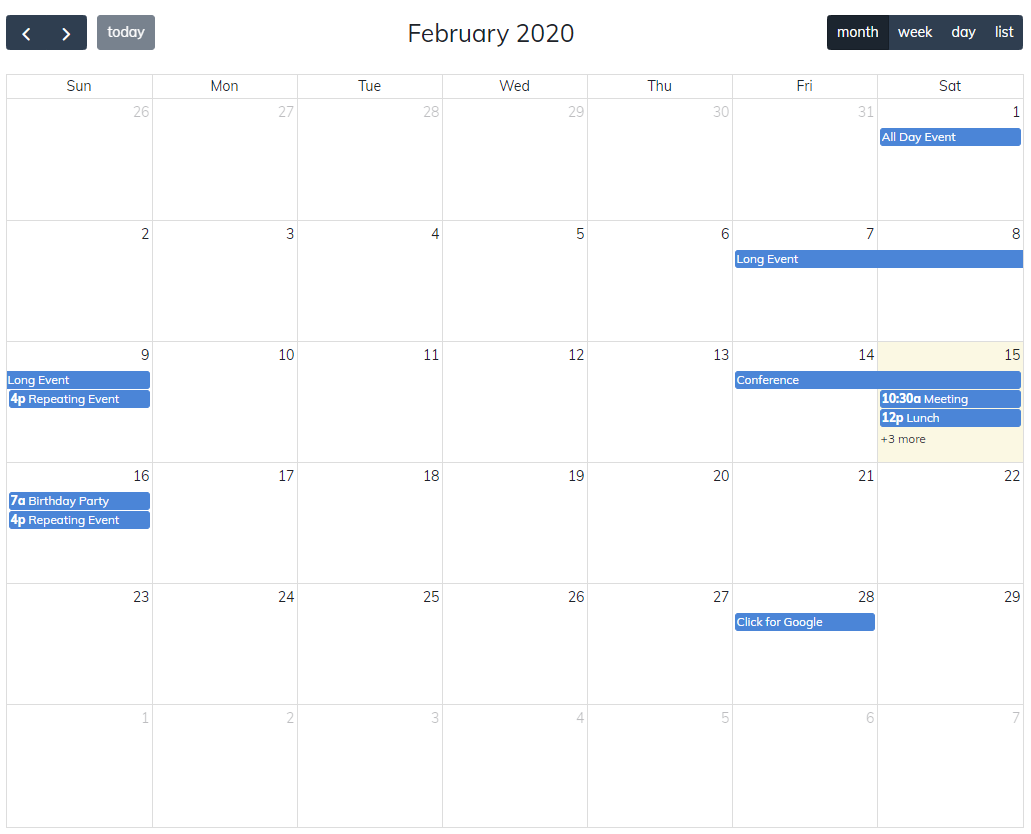 today February 2020 month week day list
Sun Mon Tue Wed Thu Fri Sat
26 27 28 29 30 31 1
All Day Event
2 3 4 5 6 7 8
Long Event
9 10 11 12 13 14 15
Long Event Conference
4p Repeating Event 10:30a Meeting
12p Lunch
+3 more
16 17 18 19 20 21 22
7a Birthday Party
4p Repeating Event
23 24 25 26 27 28 29
Click for Google
1 2 3 4 5 6 7